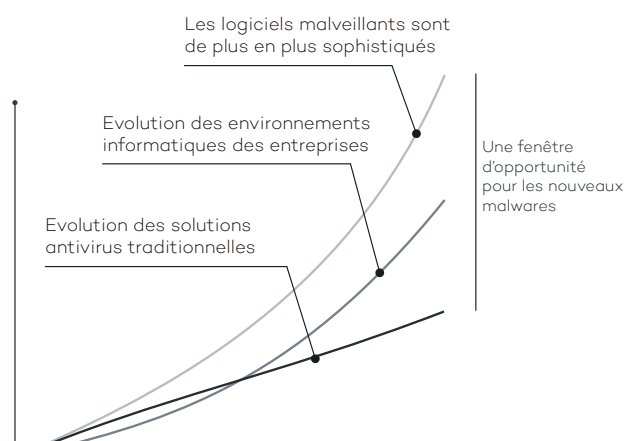 Les logiciels malveillants sont
de plus en plus sophistiqués
Evolution des environnements
informatiques des entreprises
Une fenêtre
d'opportunité
pour les nouveaux
malwares
Evolution des solutions
antivirus traditionnelles